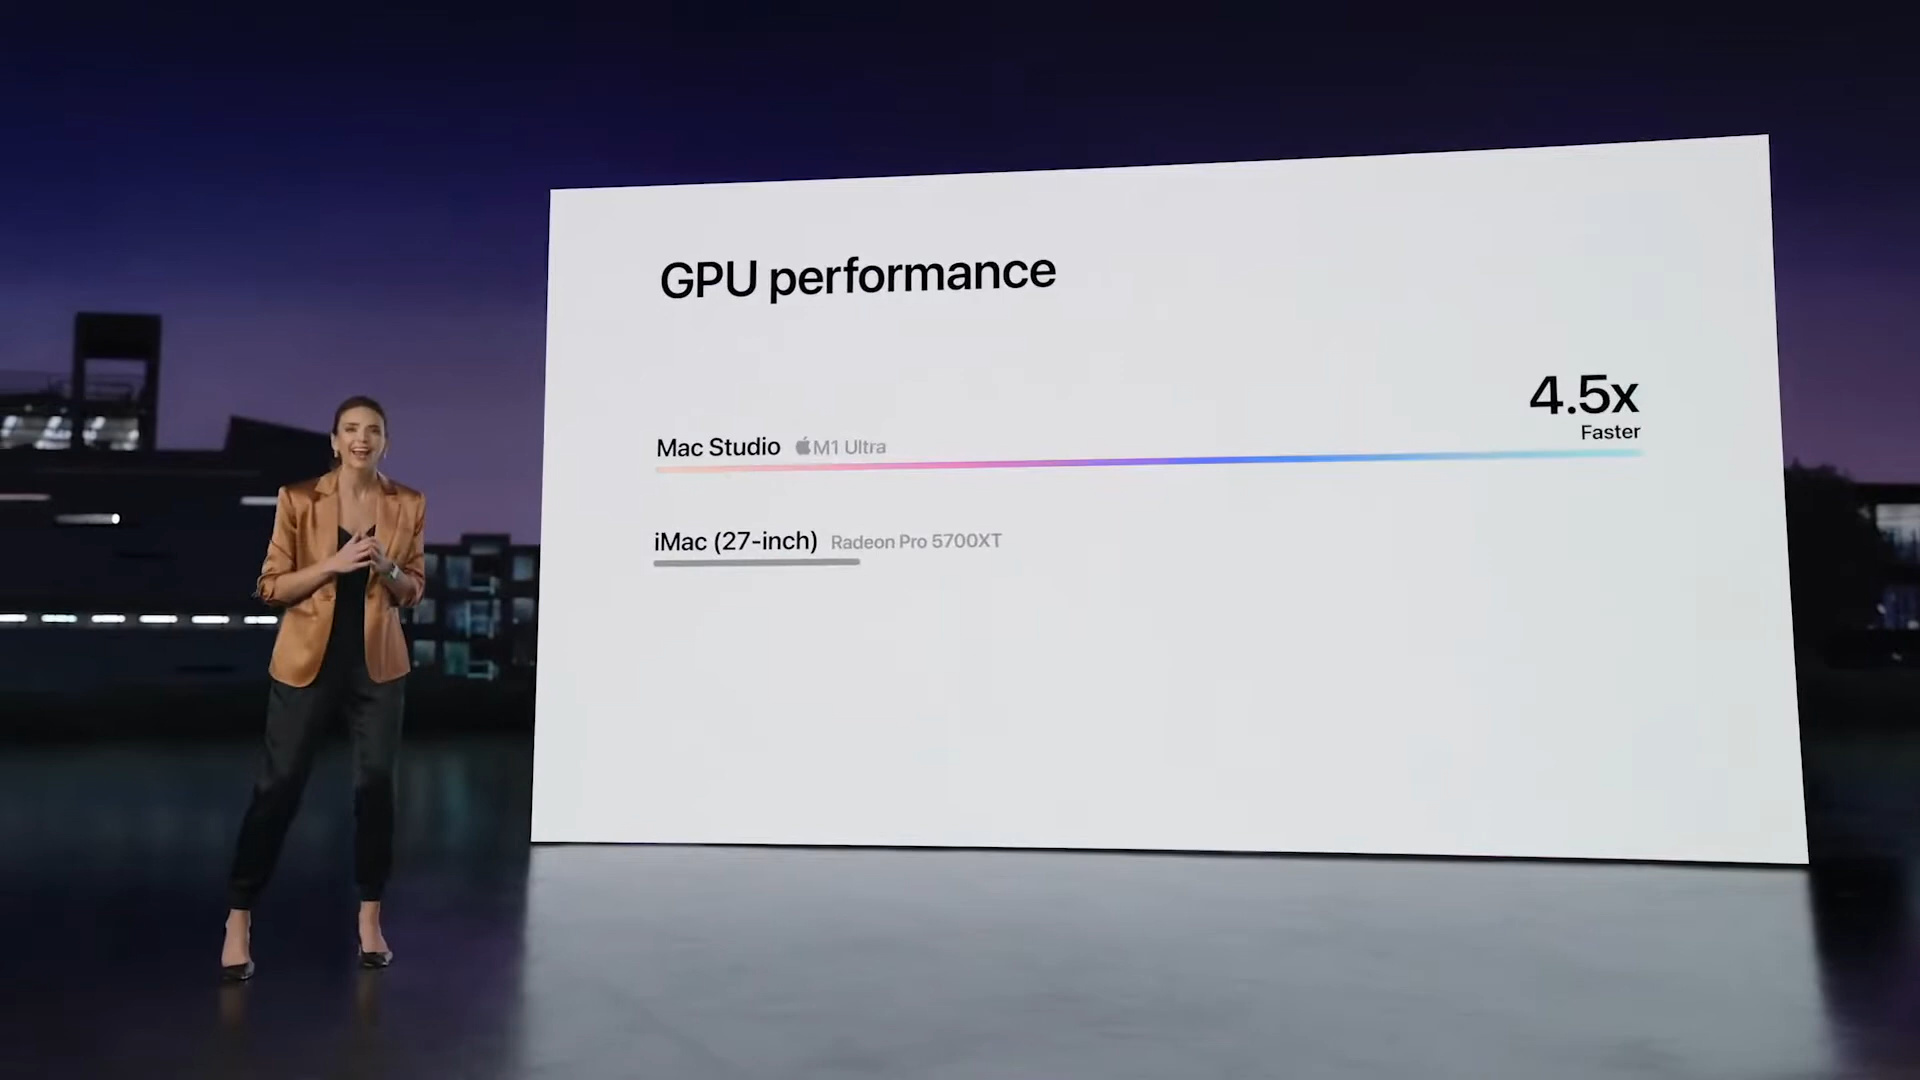 GPU performance
4.5x
Faster
Mac Studio M1 Ultra
iMac (27-inch) Radeon Pro 5700XT